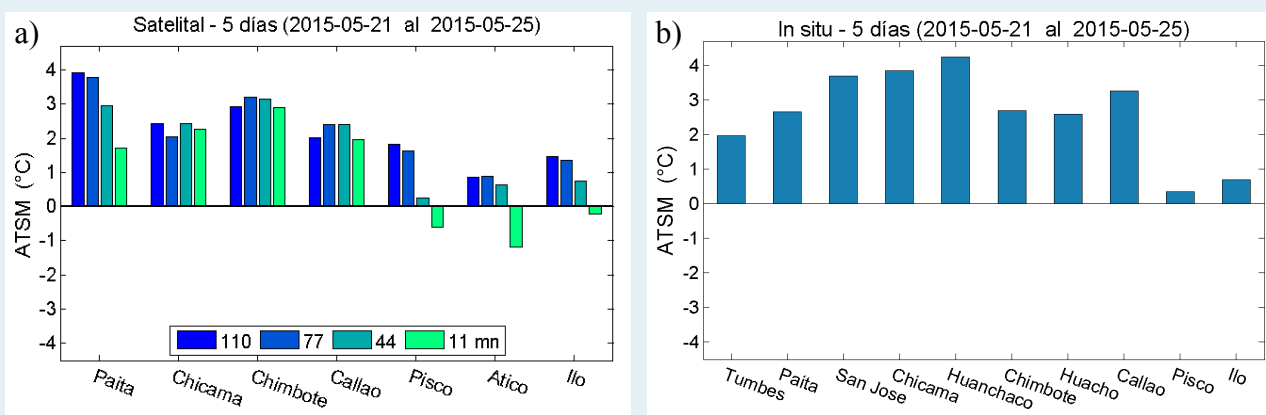 a)
Satelital - 5 días (2015-05-21 al 2015-05-25)
ATSM (°C)
4
3
2
1
0
-1
-2
-3
-4
110 77 44 11 mn
Paita Chicama Chimbote Callao Pisco Atico Ilo
b)
In situ - 5 días (2015-05-21 al 2015-05-25)
ATSM (°C)
4
3
2
1
0
-1
-2
-3
-4
Tumbes Paita San Jose Chicama Huanchaco Chimbote Huacho Callao Pisco Ilo